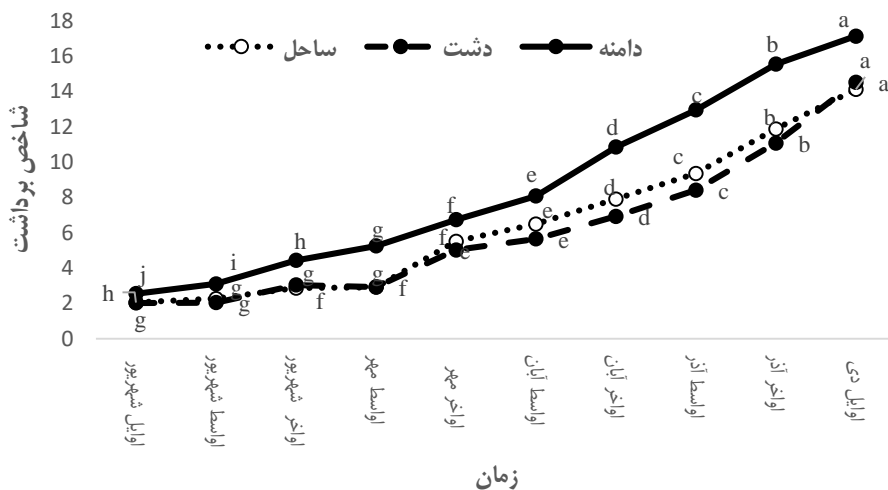 شاخص برداشت
18
16
14
12
10
8
6
4
2
0
ساحل
دشت
دامنه
a
a
a
b
b
b
c
c
c
d
d
d
e
e
e
f
f
e
g
g
f
h
g
f
i
g
g
j
h
g
اوایل شهریور
اواسط شهریور
اواخر شهریور
اواسط مهر
اواخر مهر
اواسط آبان
اواخر آبان
اواسط آذر
اواخر آذر
اوایل دی
زمان